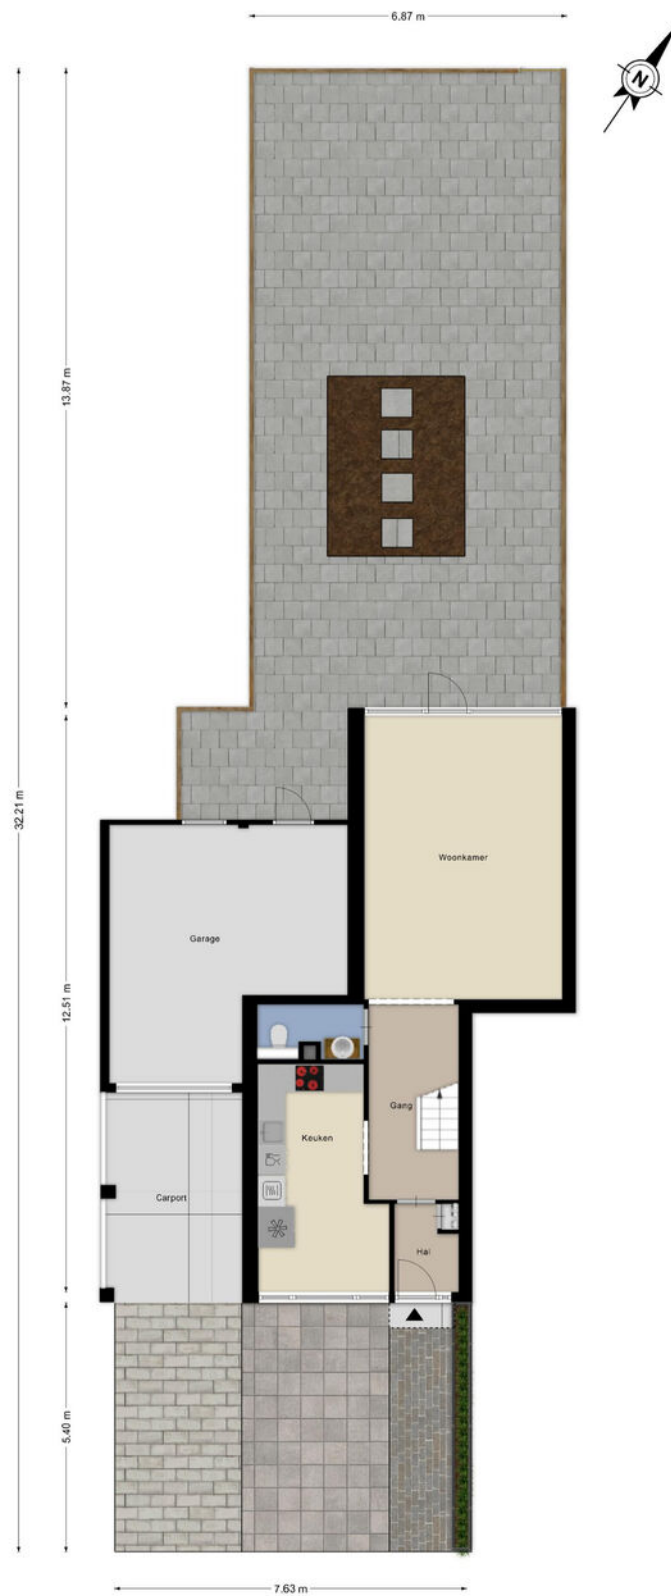 6.87 m
N
13.87 m
32.21 m
Woonkamer
Garage
12.51 m
Gang
Keuken
Carport
Hal
5.40 m
7.63 m